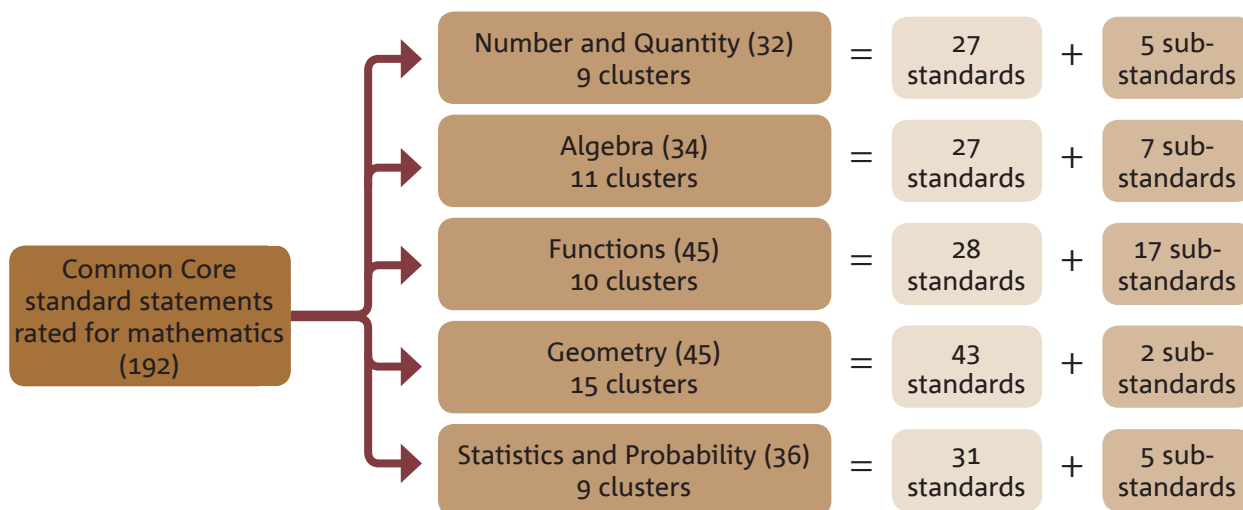 Common Core
standard statements
rated for mathematics
(192)
Number and Quantity (32)
9 clusters
=
27
standards
+
5 sub-
standards
Algebra (34)
11 clusters
=
27
standards
+
7 sub-
standards
Functions (45)
10 clusters
=
28
standards
+
17 sub-
standards
Geometry (45)
15 clusters
=
43
standards
+
2 sub-
standards
Statistics and Probability (36)
9 clusters
=
31
standards
+
5 sub-
standards